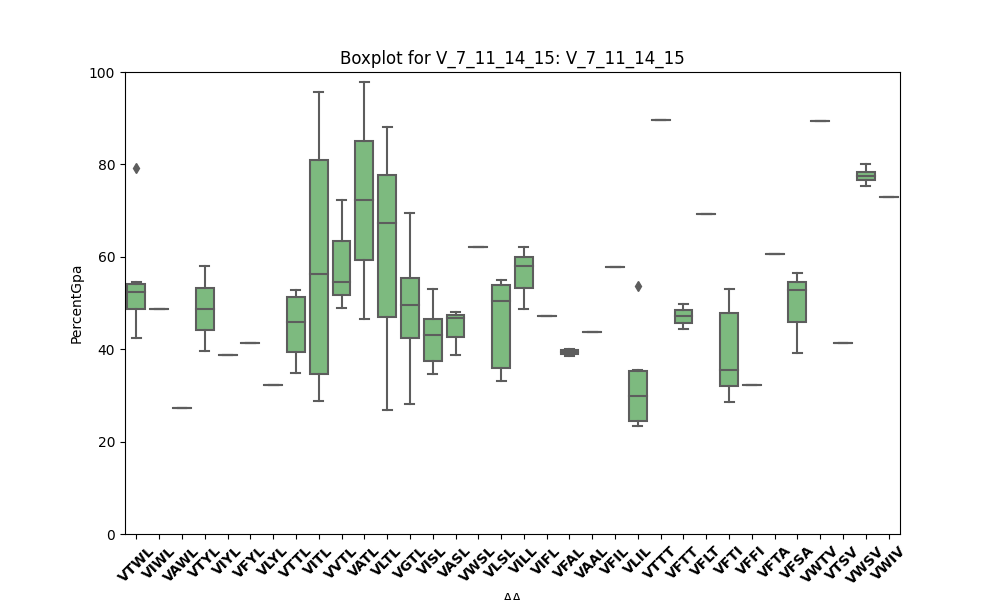 Boxplot for V_7_11_14_15: V_7_11_14_15
100
80
60
40
20
0
PercentGpa
VTWL VIWL VAWL VTYL VIYL VFYL VLYL VTTL VITL VVTL VATL VLTL VGTL VISL VASL VWSL VLSL VILL VIFL VFAL VAAL VFIL VLIL VTTT VFTT VFLT VFTI VFFI VFTA VFSA VWTV VTSV VWSV VWIV
AA